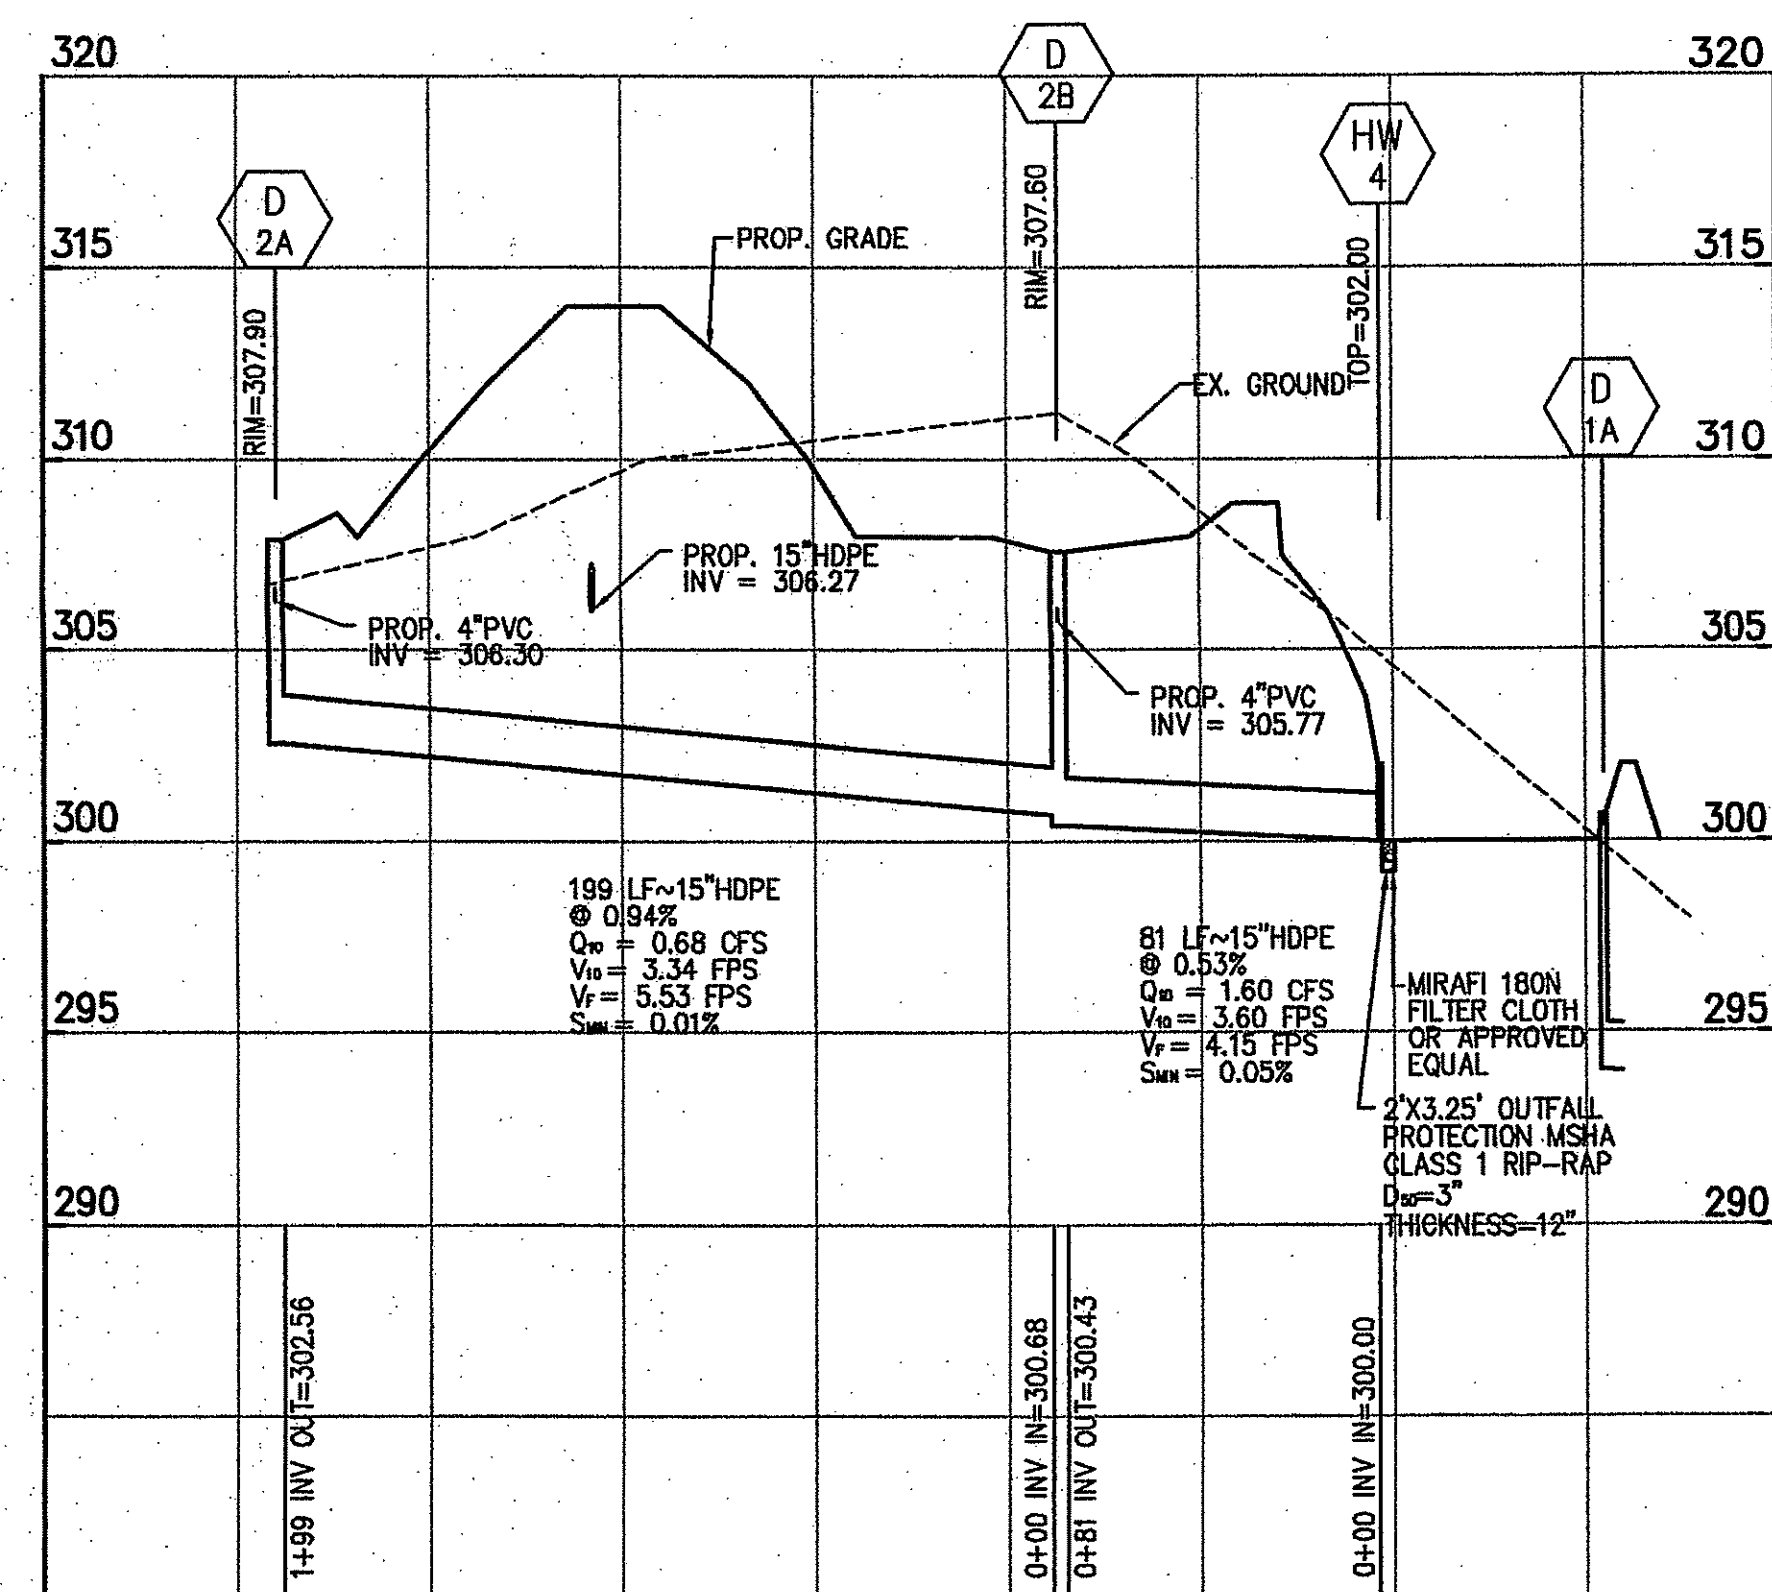 320
320
D
2B
HW
4
D
2A
RIM=307.60
315
315
PROP. GRADE
TOP=302.00
RIM=307.90
EX. GROUND
D
1A
310
310
PROP. 15"HDPE
INV = 306.27
PROP. 4"PVC
INV = 306.30
305
305
PROP. 4"PVC
INV = 305.77
300
300
199 LF~15"HDPE
@ 0.94%
Q10 = 0.68 CFS
V10 = 3.34 FPS
VF = 5.53 FPS
SMIN = 0.01%
81 LF~15"HDPE
@ 0.53%
Q10 = 1.60 CFS
V10 = 3.60 FPS
VF = 4.15 FPS
SMIN = 0.05%
MIRAFI 180N
FILTER CLOTH
OR APPROVED
EQUAL
295
295
2'X3.25' OUTFALL
PROTECTION MSHA
CLASS 1 RIP-RAP
D50=3"
THICKNESS=12"
290
290
1+99 INV OUT=302.56
0+00 INV IN=300.68
0+81 INV OUT=300.43
0+00 INV IN=300.00